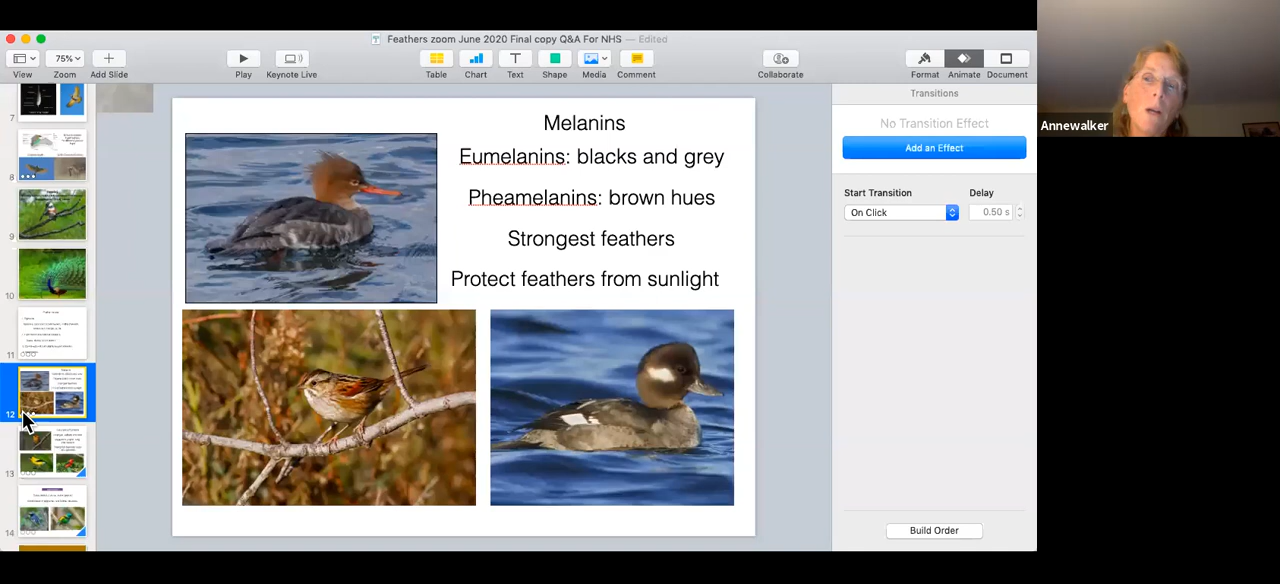 Feathers zoom June 2020 Final copy Q&A For NHS — Edited
75%
View
Zoom
Add Slide
Play
Keynote Live
Table
Chart
Text
Shape
Media
Comment
Collaborate
Format
Animate
Document
7
8
9
10
11
12
13
14
Melanins
Eumelanins: blacks and grey
Pheamelanins: brown hues
Strongest feathers
Protect feathers from sunlight
Transitions
No Transition Effect
Add an Effect
Start Transition
Delay
On Click
0.50 s
Build Order
Annewalker